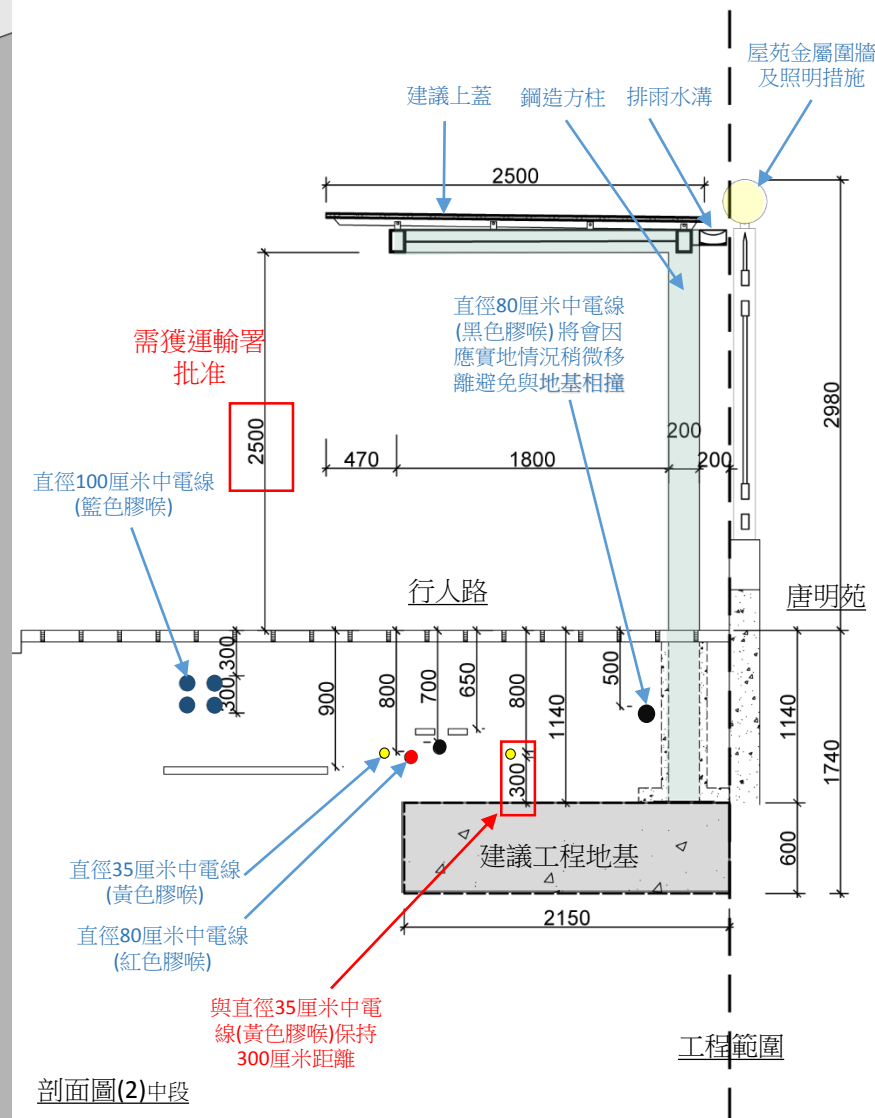 屋苑金屬圍牆
及照明措施
建議上蓋
鋼造方柱
排雨水溝
2500
直徑80厘米中電線
(黑色膠喉) 將會因
應實地情況稍微移
離避免與地基相撞
需獲運輸署
批准
2500
2980
200
470
1800
200
直徑100厘米中電線
(籃色膠喉)
行人路
唐明苑
300
300
900
800
700
650
800
1140
500
1140
1740
300
建議工程地基
600
2150
直徑35厘米中電線
(黃色膠喉)
直徑80厘米中電線
(紅色膠喉)
與直徑35厘米中電
線(黃色膠喉)保持
300厘米距離
工程範圍
剖面圖(2)中段